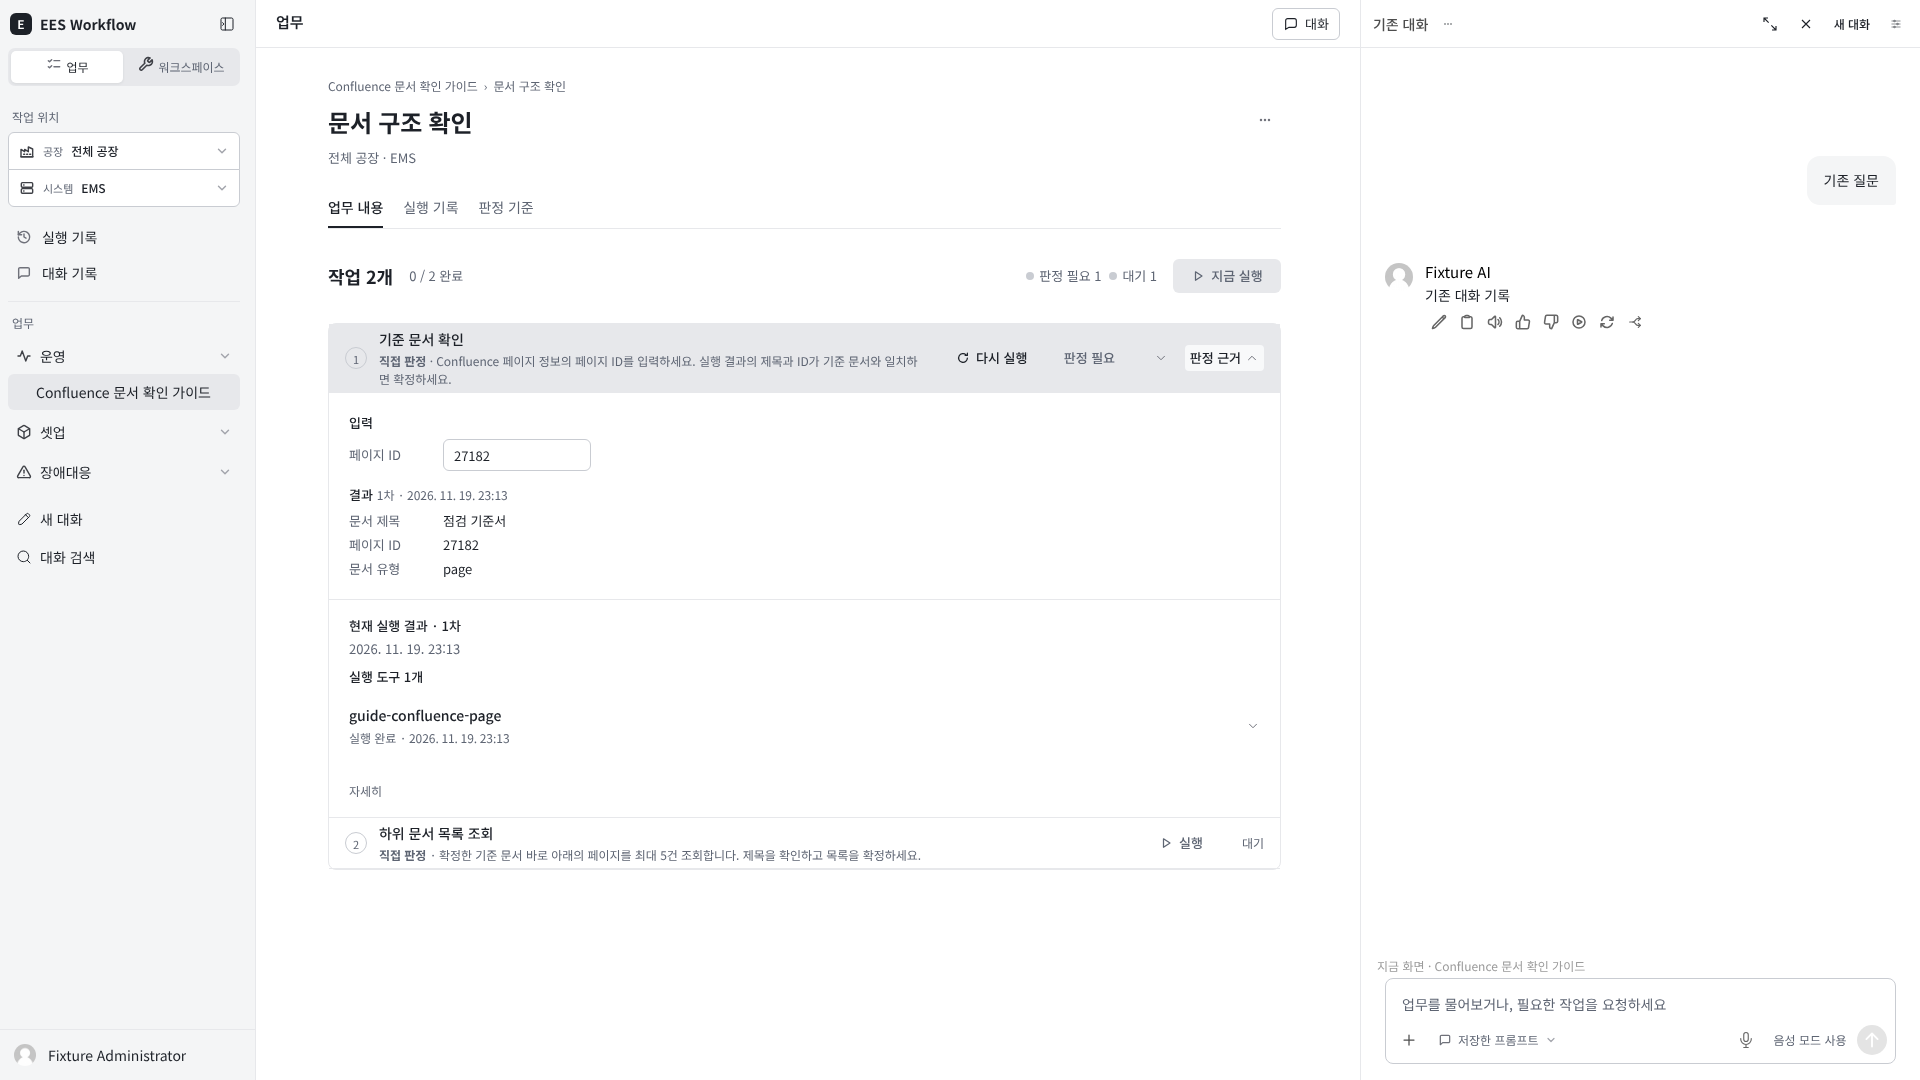 E EES Workflow
업무
워크스페이스
작업 위치
공장 전체 공장
시스템 EMS
실행 기록
대화 기록
업무
운영
Confluence 문서 확인 가이드
셋업
장애대응
새 대화
대화 검색
Fixture Administrator
업무
대화
Confluence 문서 확인 가이드 › 문서 구조 확인
문서 구조 확인
전체 공장 · EMS
업무 내용 실행 기록 판정 기준
작업 2개 0 / 2 완료
판정 필요 1 대기 1 지금 실행
1 기준 문서 확인
직접 판정 · Confluence 페이지 정보의 페이지 ID를 입력하세요. 실행 결과의 제목과 ID가 기준 문서와 일치하
면 확정하세요.
다시 실행 판정 필요 판정 근거
입력
페이지 ID 27182
결과 1차 · 2026. 11. 19. 23:13
문서 제목 점검 기준서
페이지 ID 27182
문서 유형 page
현재 실행 결과 · 1차
2026. 11. 19. 23:13
실행 도구 1개
guide-confluence-page
실행 완료 · 2026. 11. 19. 23:13
자세히
2 하위 문서 목록 조회
직접 판정 · 확정한 기준 문서 바로 아래의 페이지를 최대 5건 조회합니다. 제목을 확인하고 목록을 확정하세요.
실행 대기
기존 대화 ···
새 대화
기존 질문
Fixture AI
기존 대화 기록
지금 화면 · Confluence 문서 확인 가이드
업무를 물어보거나, 필요한 작업을 요청하세요
저장한 프롬프트
음성 모드 사용